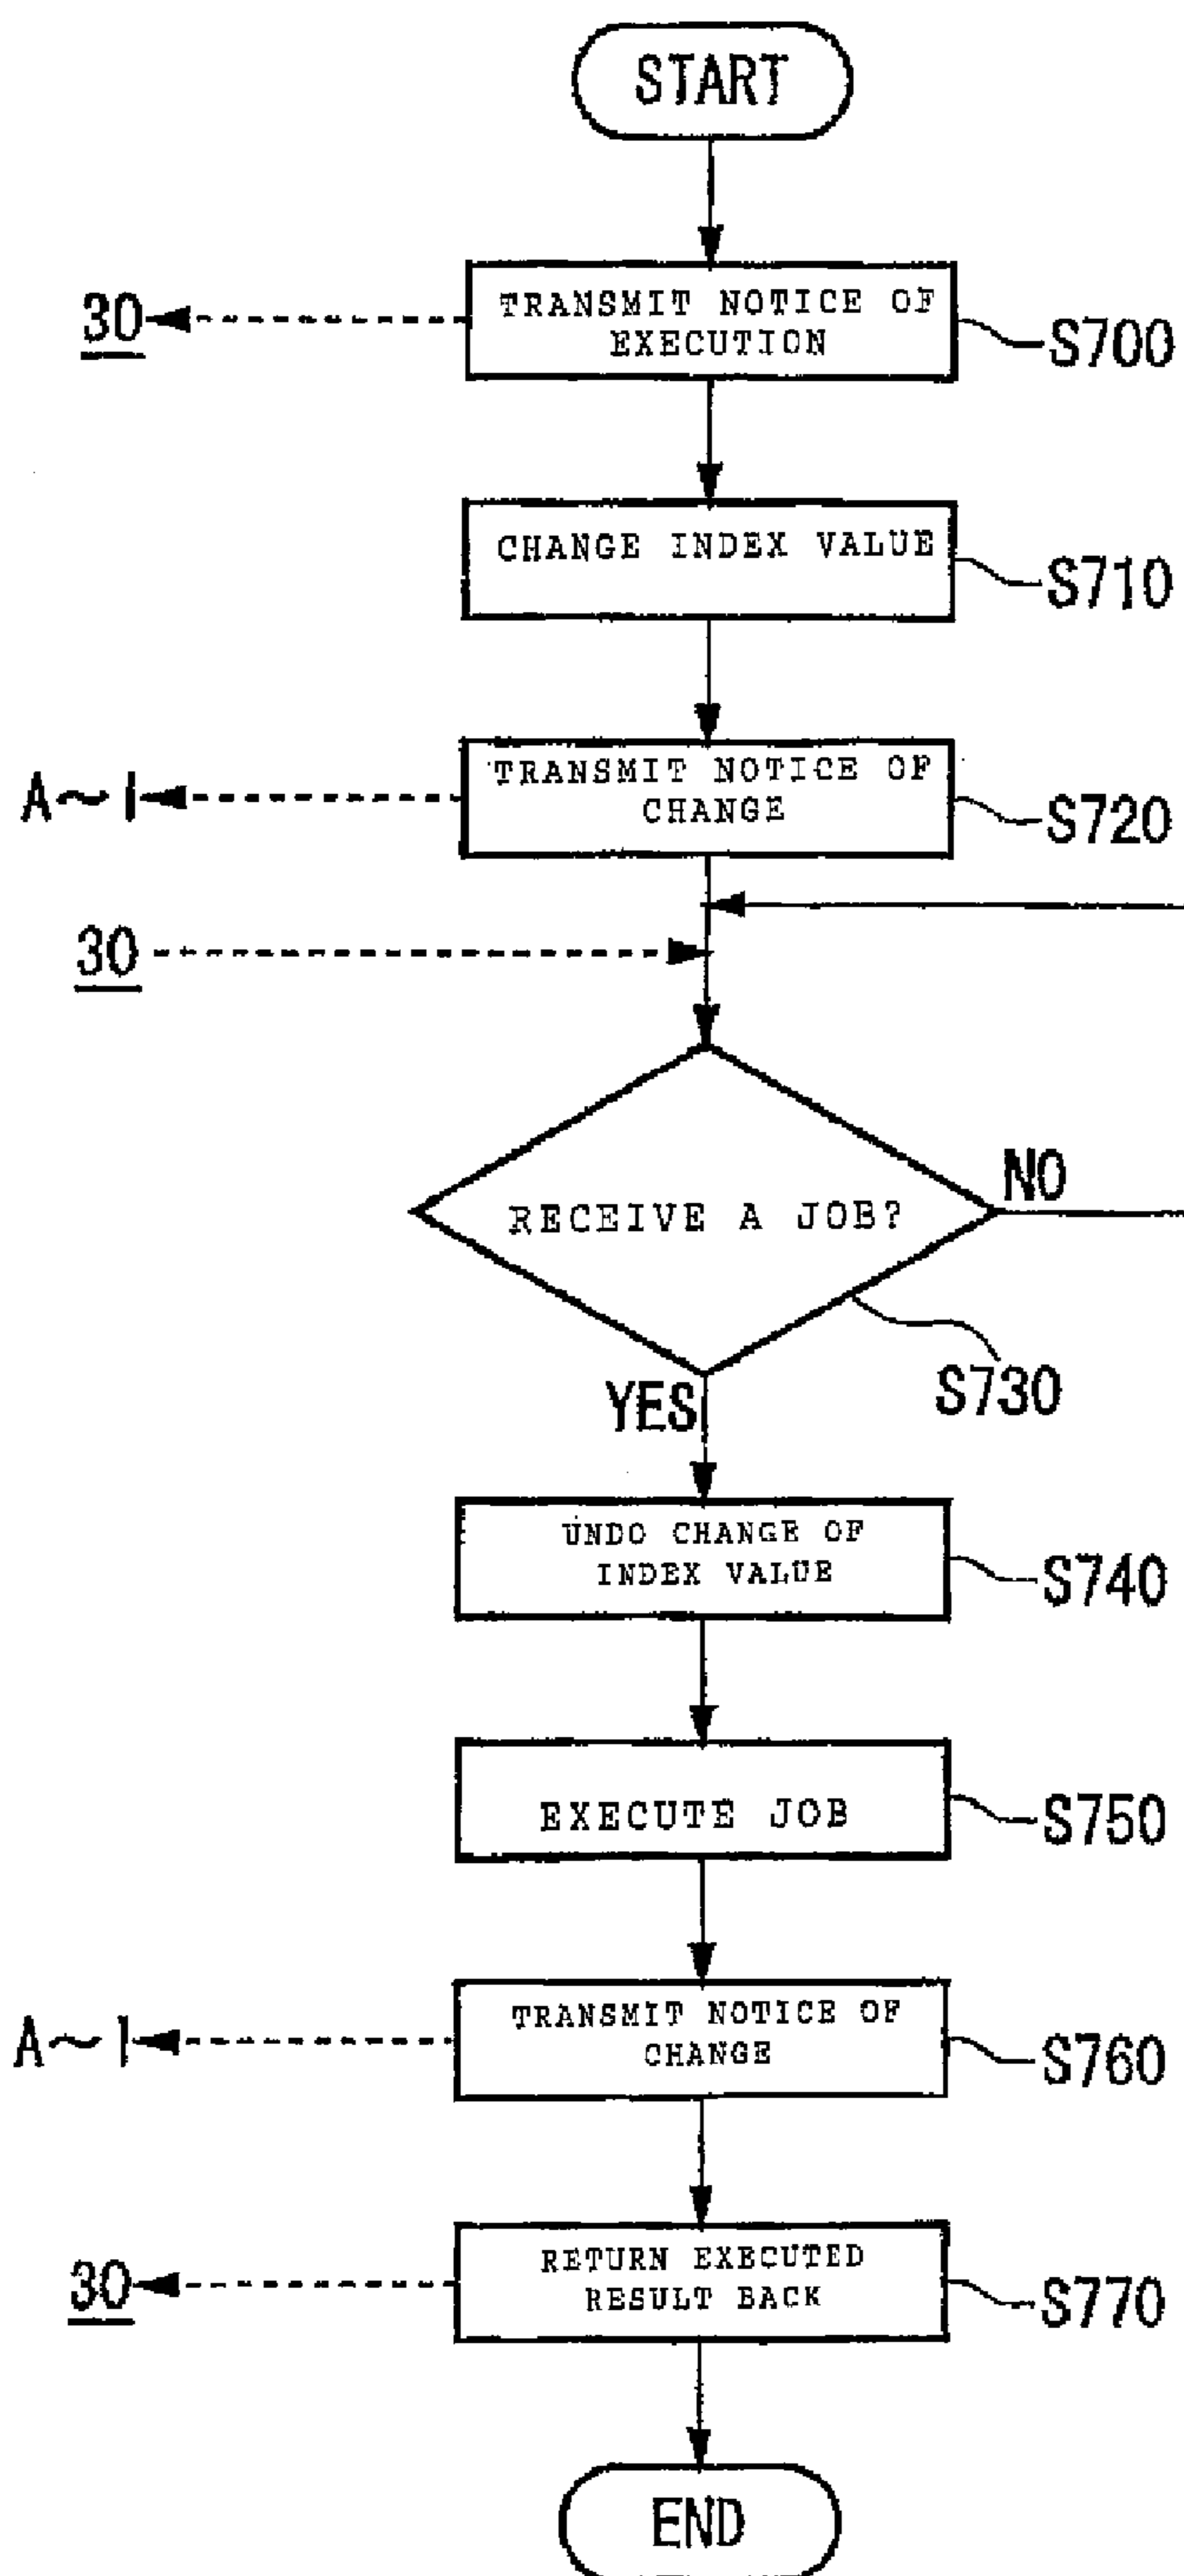 START
30
TRANSMIT NOTICE OF
EXECUTION
S700
CHANGE INDEX VALUE
S710
A~I
TRANSMIT NOTICE OF
CHANGE
S720
30
RECEIVE A JOB?
NO
S730
YES
UNDO CHANGE OF
INDEX VALUE
S740
EXECUTE JOB
S750
A~I
TRANSMIT NOTICE OF
CHANGE
S760
30
RETURN EXECUTED
RESULT BACK
S770
END